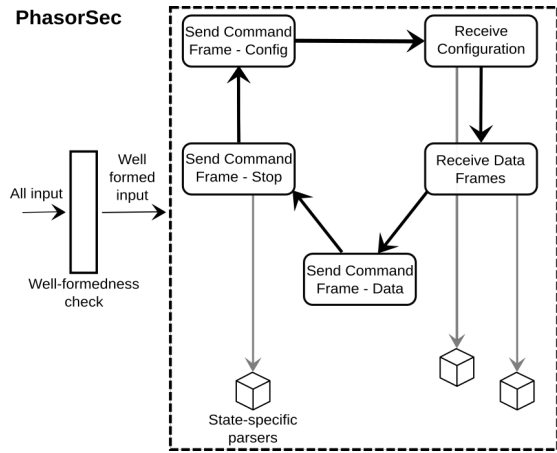 PhasorSec
Send Command
Frame - Config
Receive
Configuration
Well
formed
input
All input
Send Command
Frame - Stop
Receive Data
Frames
Well-formedness
check
Send Command
Frame - Data
State-specific
parsers